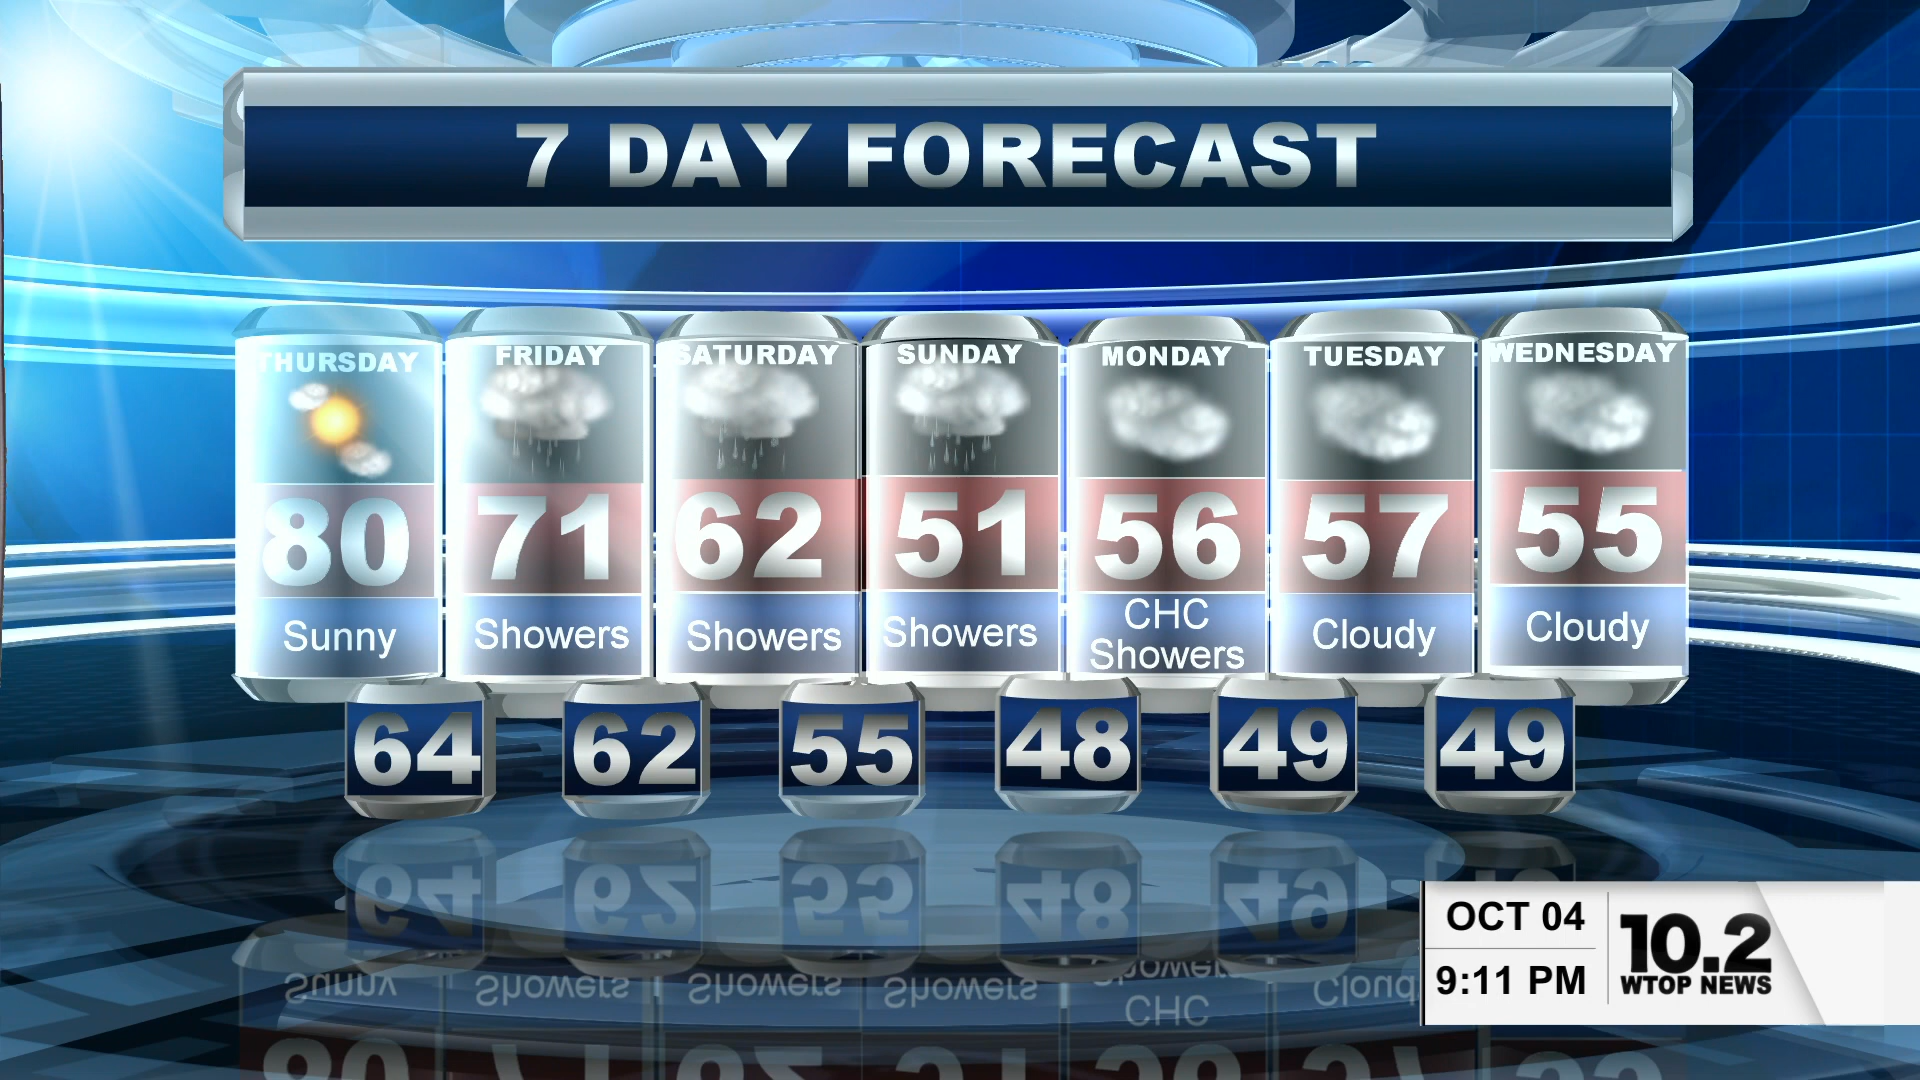 7 DAY FORECAST
THURSDAY FRIDAY SATURDAY SUNDAY MONDAY TUESDAY WEDNESDAY
80 71 62 51 56 57 55
Sunny Showers Showers Showers CHC Showers Cloudy Cloudy
64 62 55 48 49 49
OCT 04
9:11 PM
10.2
WTOP NEWS